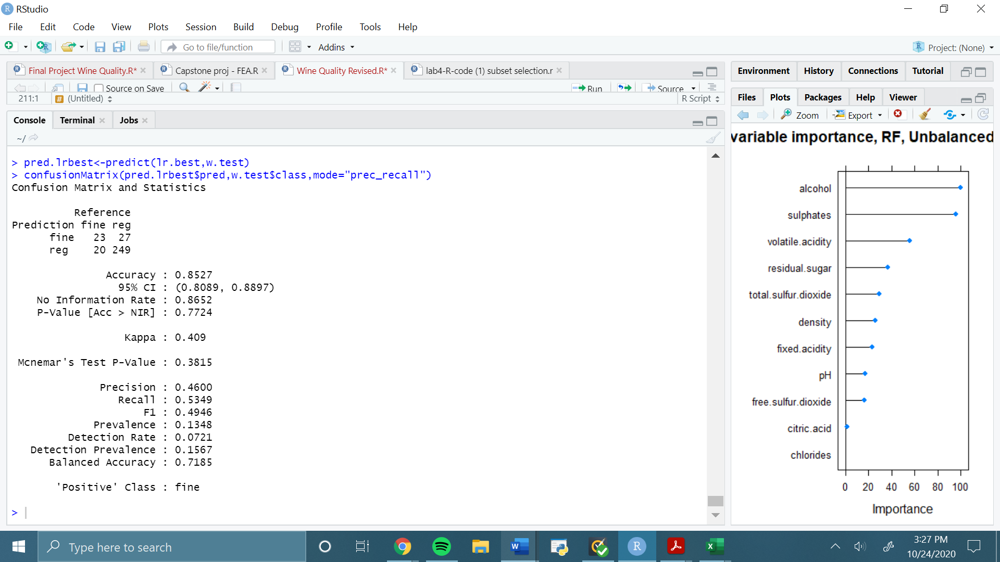 RStudio
File Edit Code View Plots Session Build Debug Profile Tools Help
Go to file/function Addins Project: (None)
Final Project Wine Quality.R* Capstone proj - FEA.R Wine Quality Revised.R* lab4-R-code (1) subset selection.r
Source on Save Run Source
211:1 (Untitled) R Script
Console Terminal Jobs
~/
> pred.lrbest<-predict(lr.best,w.test)
> confusionMatrix(pred.lrbest$pred,w.test$class,mode="prec_recall")
Confusion Matrix and Statistics
Reference
Prediction fine reg
fine 23 27
reg 20 249
Accuracy : 0.8527
95% CI : (0.8089, 0.8897)
No Information Rate : 0.8652
P-Value [Acc > NIR] : 0.7724
Kappa : 0.409
Mcnemar's Test P-Value : 0.3815
Precision : 0.4600
Recall : 0.5349
F1 : 0.4946
Prevalence : 0.1348
Detection Rate : 0.0721
Detection Prevalence : 0.1567
Balanced Accuracy : 0.7185
'Positive' Class : fine
>
Environment History Connections Tutorial
Files Plots Packages Help Viewer
Zoom Export
variable importance, RF, Unbalanced
alcohol
sulphates
volatile.acidity
residual.sugar
total.sulfur.dioxide
density
fixed.acidity
pH
free.sulfur.dioxide
citric.acid
chlorides
0 20 40 60 80 100
Importance
Type here to search
3:27 PM
10/24/2020